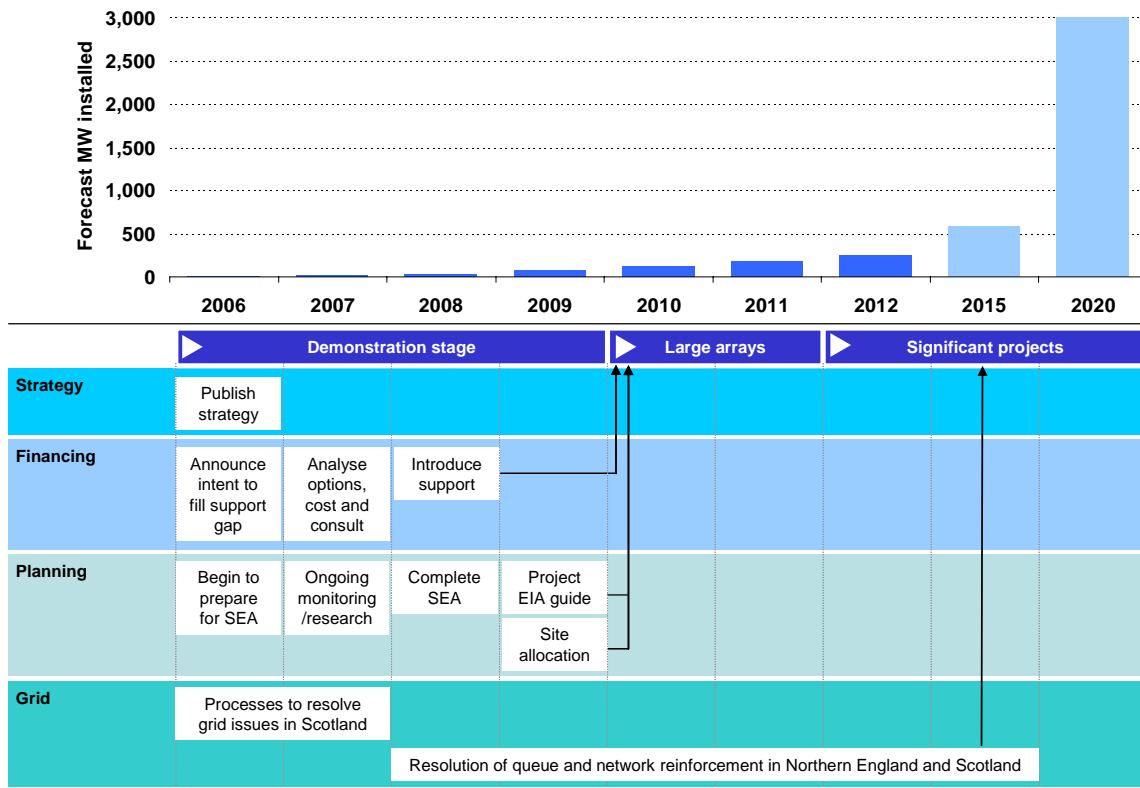 3,000
2,500
2,000
1,500
1,000
500
0
Forecast MW installed
2006 2007 2008 2009 2010 2011 2012 2015 2020
Demonstration stage Large arrays Significant projects
Strategy
Publish
strategy
Financing
Announce
intent to
fill support
gap
Analyse
options,
cost and
consult
Introduce
support
Planning
Begin to
prepare
for SEA
Ongoing
monitoring
/research
Complete
SEA
Project
EIA guide
Site
allocation
Grid
Processes to resolve
grid issues in Scotland
Resolution of queue and network reinforcement in Northern England and Scotland